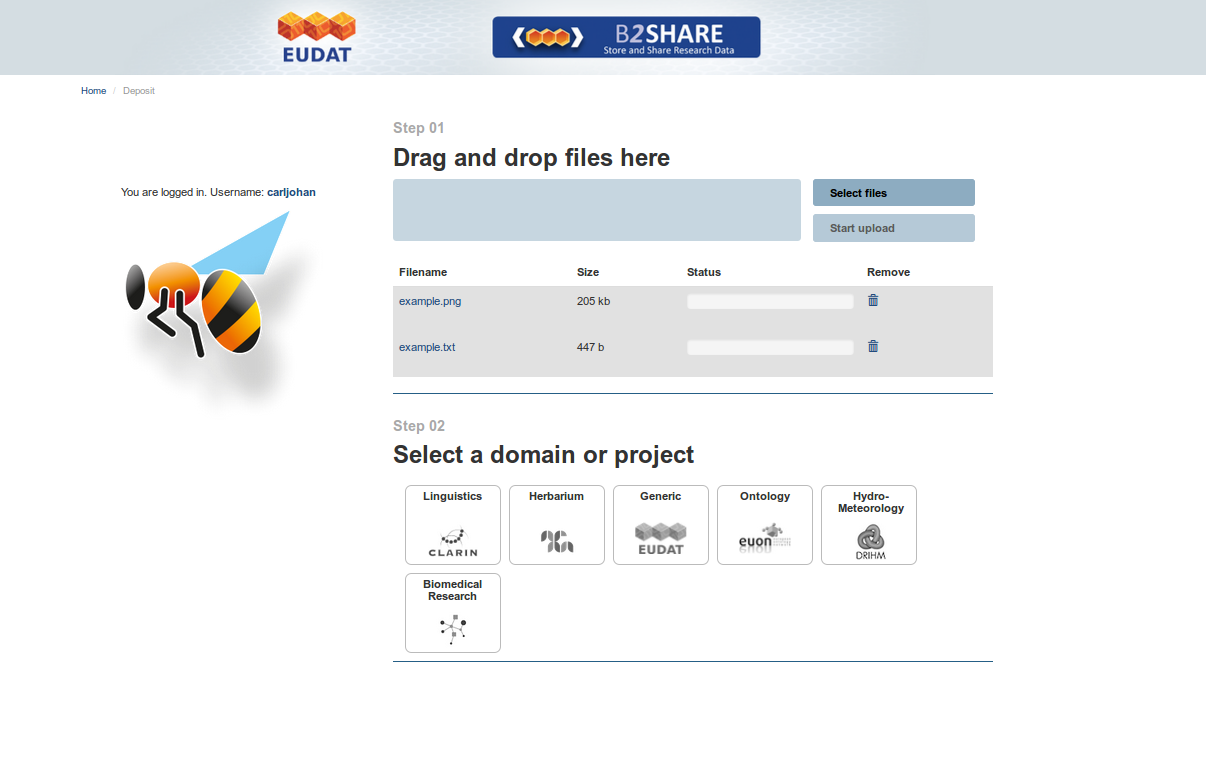 EUDAT
B2SHARE
Store and Share Research Data
Home / Deposit
You are logged in. Username: carljohan
Step 01
Drag and drop files here
Select files
Start upload
Filename Size Status Remove
example.png 205 kb
example.txt 447 b
Step 02
Select a domain or project
Linguistics
CLARIN
Herbarium
Generic
EUDAT
Ontology
euon
Hydro-
Meteorology
DRIHM
Biomedical
Research